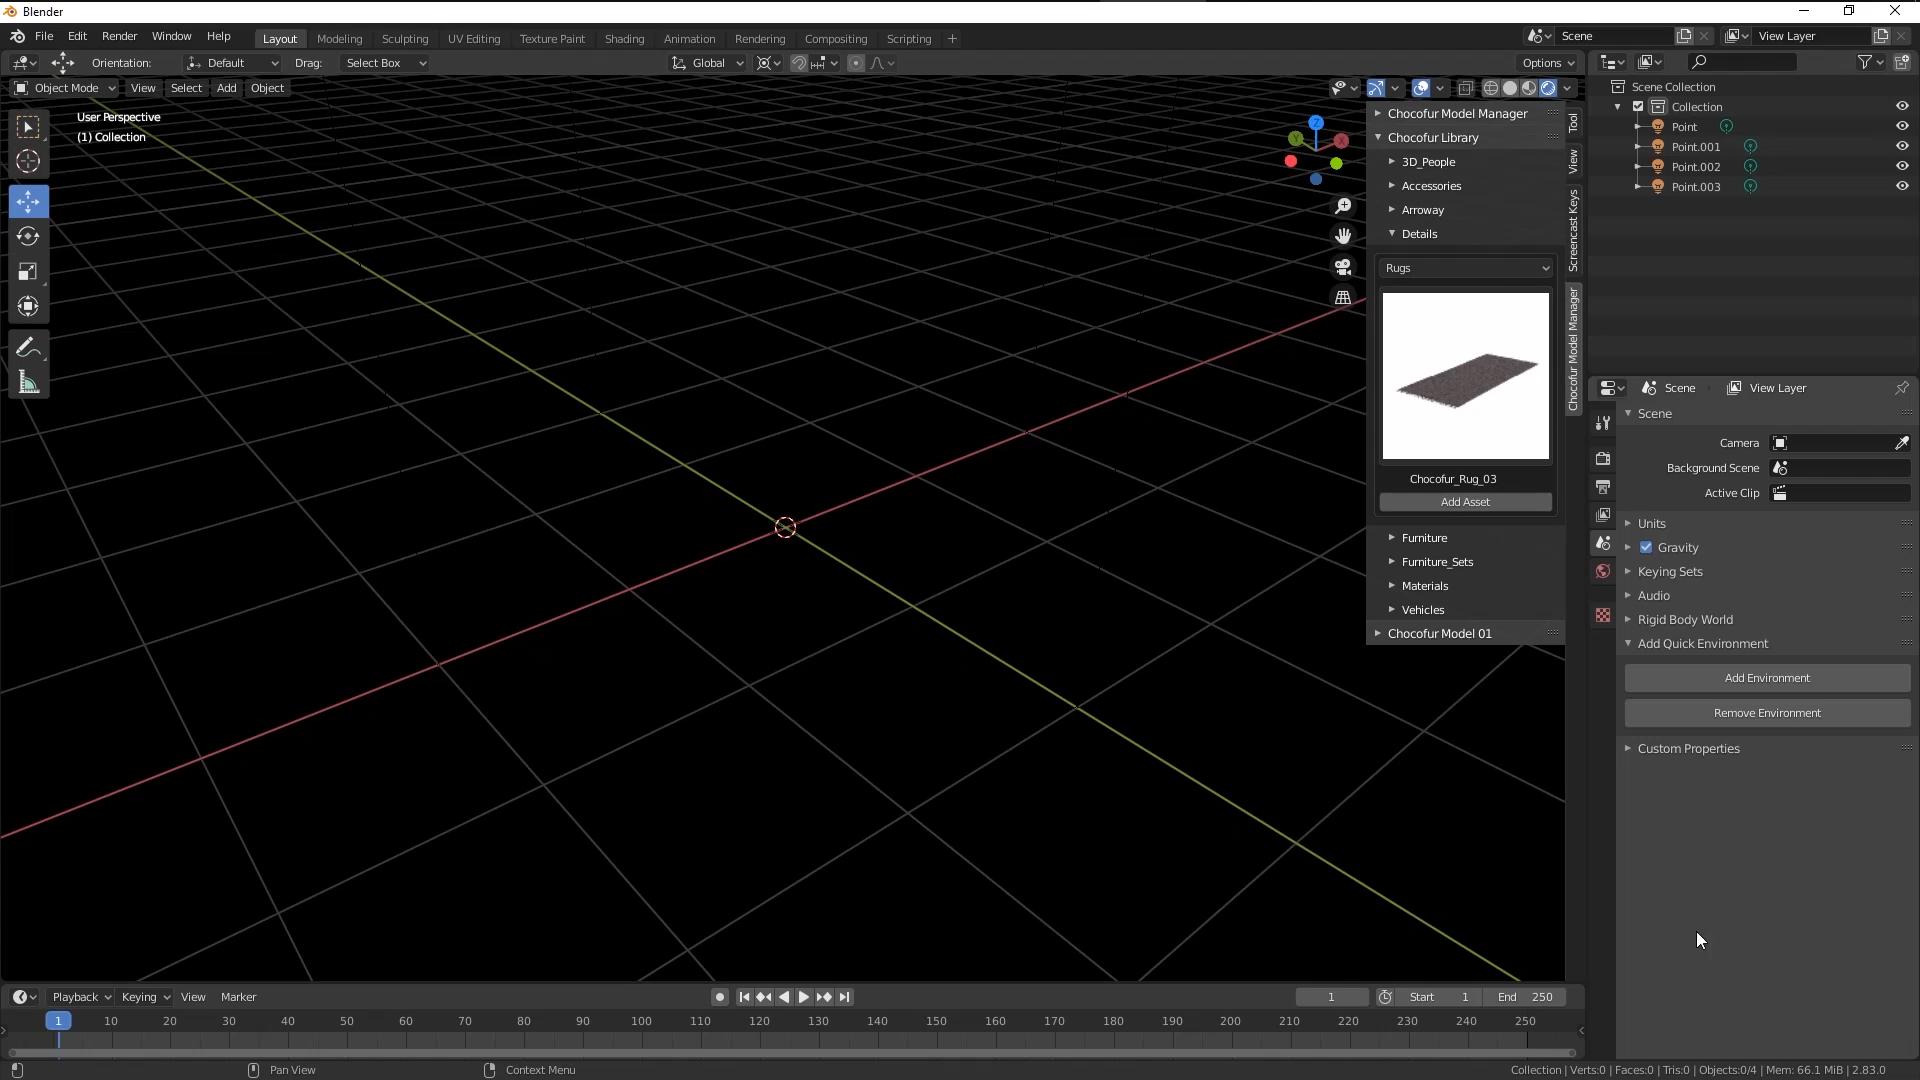 Blender
File Edit Render Window Help Layout Modeling Sculpting UV Editing Texture Paint Shading Animation Rendering Compositing Scripting + Scene View Layer
Orientation: Default Drag: Select Box Global Options
Object Mode View Select Add Object
User Perspective
(1) Collection
Z
Y
X
Chocofur Model Manager
Chocofur Library
3D_People
Accessories
Arroway
Details
Rugs
Chocofur_Rug_03
Add Asset
Furniture
Furniture_Sets
Materials
Vehicles
Chocofur Model 01
Tool
View
Screencast Keys
Chocofur Model Manager
Scene Collection
Collection
Point
Point.001
Point.002
Point.003
Scene View Layer
Scene
Camera
Background Scene
Active Clip
Units
Gravity
Keying Sets
Audio
Rigid Body World
Add Quick Environment
Add Environment
Remove Environment
Custom Properties
Playback Keying View Marker 1 Start 1 End 250
1 10 20 30 40 50 60 70 80 90 100 110 120 130 140 150 160 170 180 190 200 210 220 230 240 250
Pan View Context Menu Collection | Verts:0 | Faces:0 | Tris:0 | Objects:0/4 | Mem: 66.1 MiB | 2.83.0